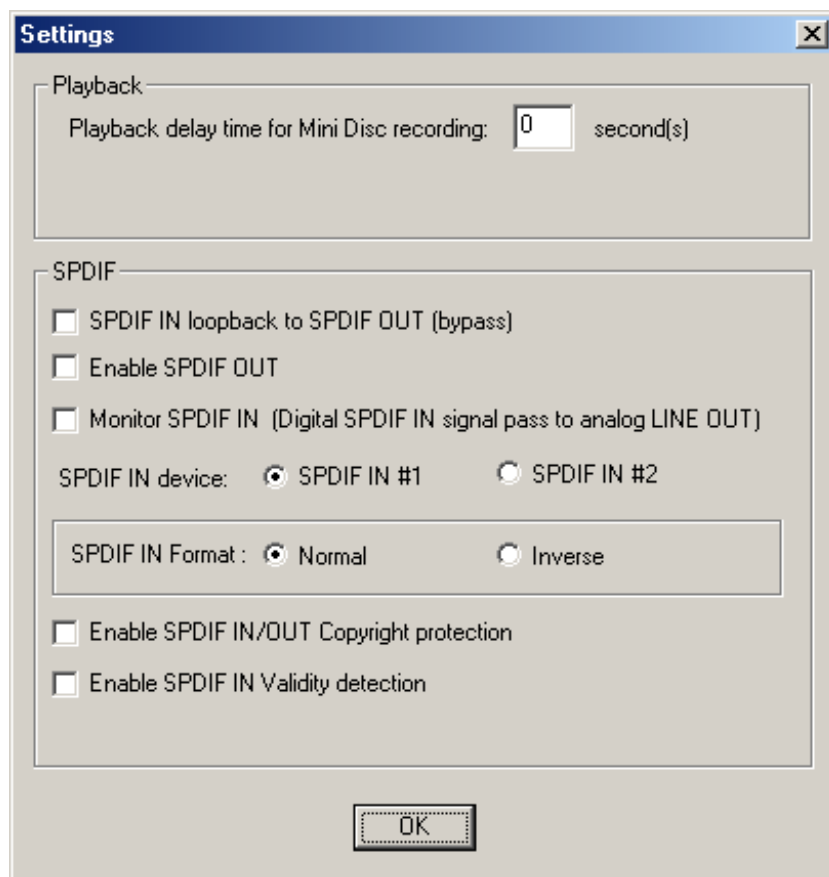 Settings
Playback
Playback delay time for Mini Disc recording: 0 second(s)
SPDIF
SPDIF IN loopback to SPDIF OUT (bypass)
Enable SPDIF OUT
Monitor SPDIF IN (Digital SPDIF IN signal pass to analog LINE OUT)
SPDIF IN device: SPDIF IN #1 SPDIF IN #2
SPDIF IN Format : Normal Inverse
Enable SPDIF IN/OUT Copyright protection
Enable SPDIF IN Validity detection
OK